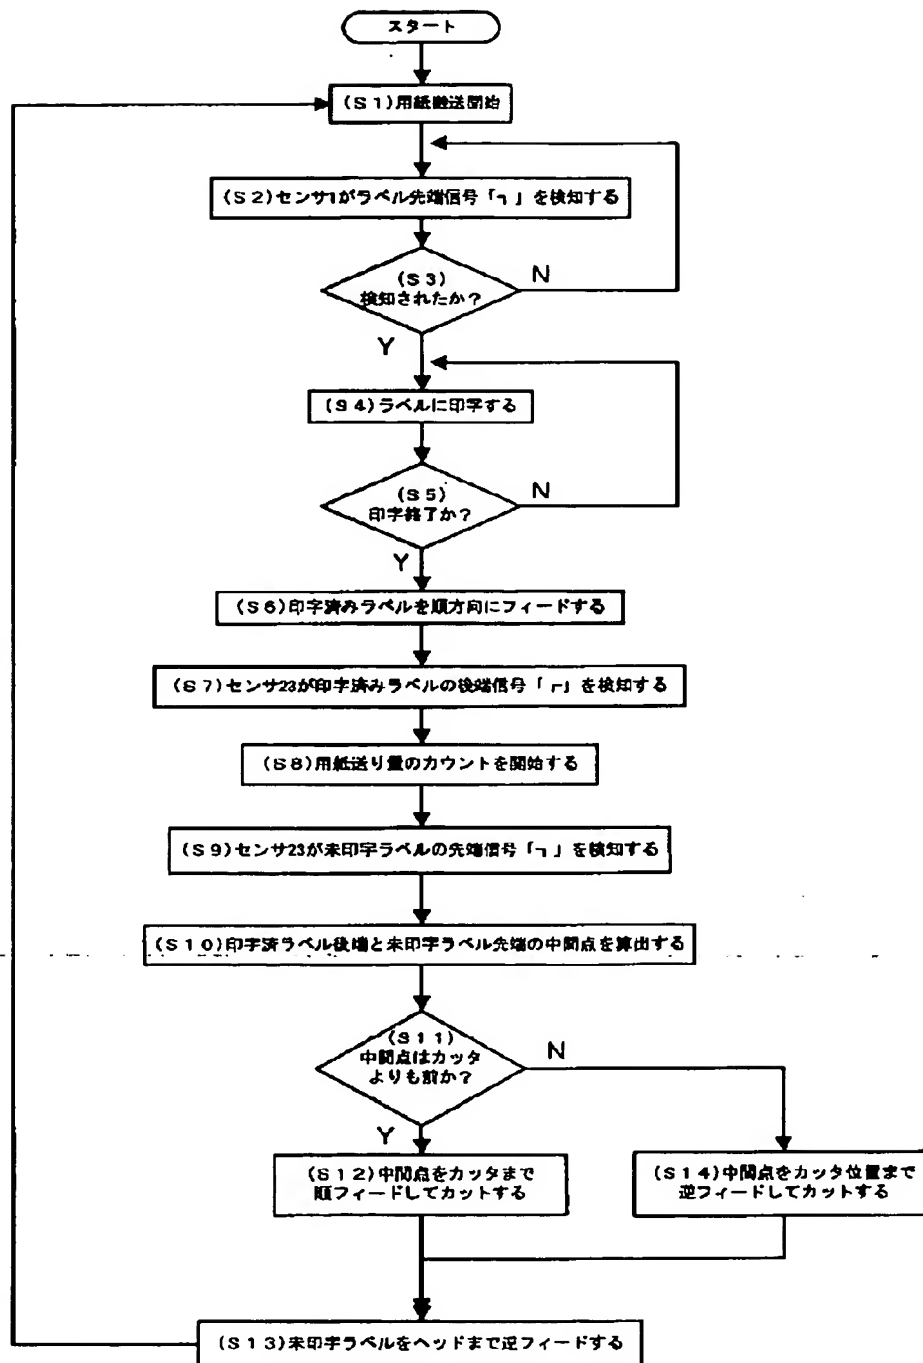 スタート
(S1)用紙搬送開始
(S2)センサ1がラベル先端信号「┐」を検知する
(S3)
検知されたか?
N
Y
(S4)ラベルに印字する
(S5)
印字終了か?
N
Y
(S6)印字済みラベルを順方向にフィードする
(S7)センサ23が印字済みラベルの後端信号「┌」を検知する
(S8)用紙送り量のカウントを開始する
(S9)センサ23が未印字ラベルの先端信号「┐」を検知する
(S10)印字済ラベル後端と未印字ラベル先端の中間点を算出する
(S11)
中間点はカッタ
よりも前か?
N
Y
(S12)中間点をカッタまで
順フィードしてカットする
(S14)中間点をカッタ位置まで
逆フィードしてカットする
(S13)未印字ラベルをヘッドまで逆フィードする